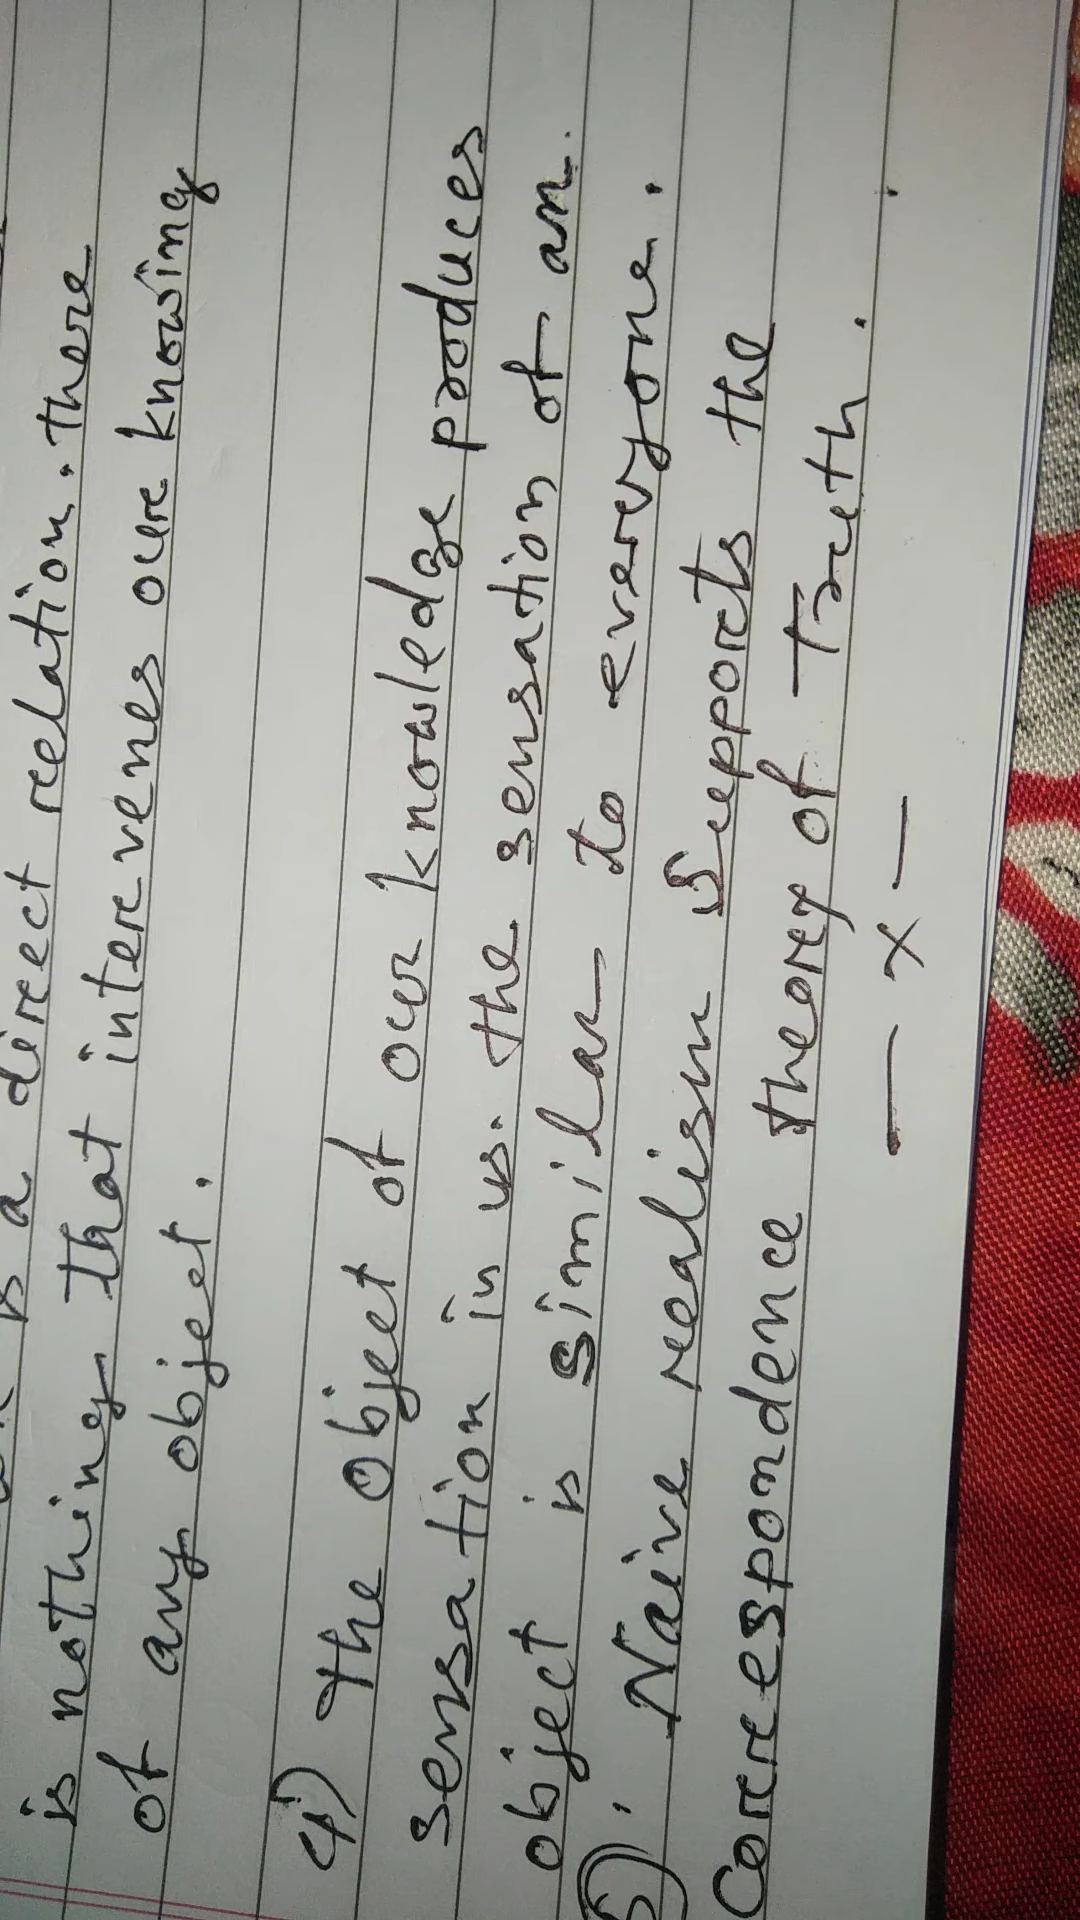 is a direct relation. there
is nothing that intervenes our knowing
of any object.
4) the object of our knowledge produces
sensation in us. the sensation of an
object is similar to everyone.
5). Naive realism supports the
Correspondence theory of Truth.
— x —